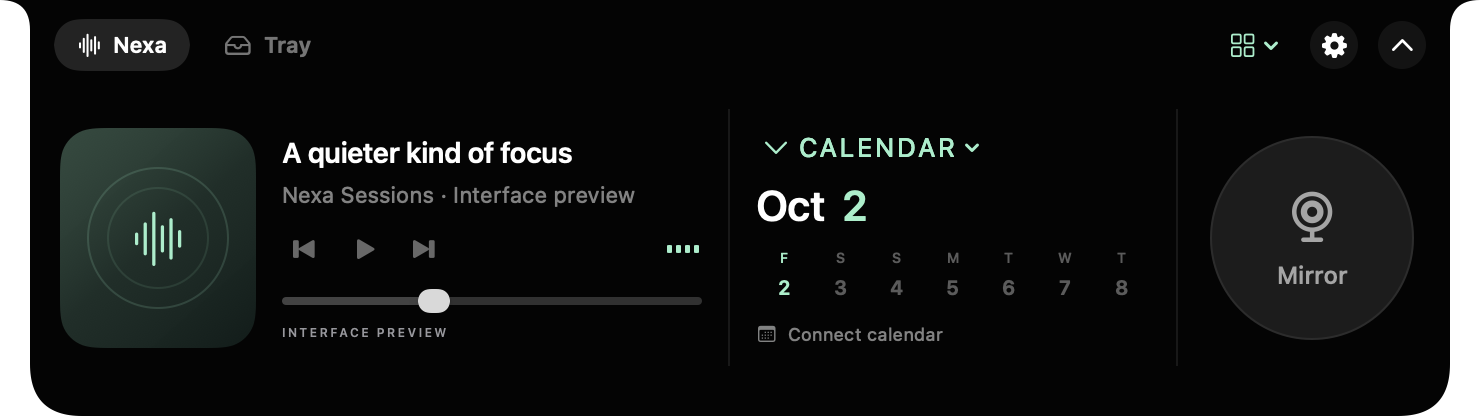 Nexa
Tray
A quieter kind of focus
Nexa Sessions · Interface preview
INTERFACE PREVIEW
CALENDAR
Oct 2
F S S M T W T
2 3 4 5 6 7 8
Connect calendar
Mirror